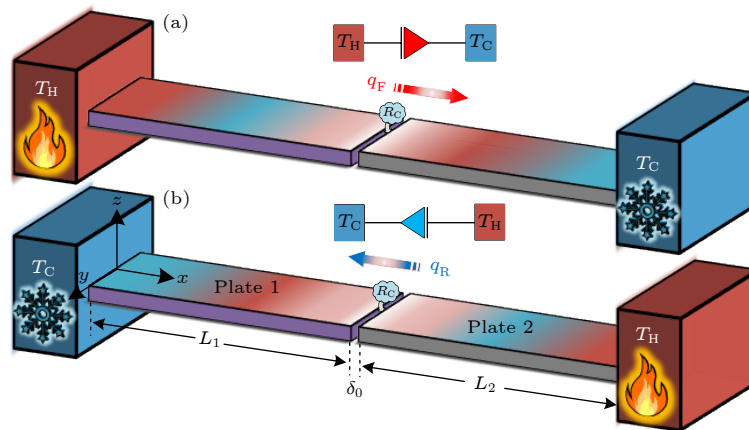 (a)
T_H
T_C
q_F
T_H
R_C
T_C
(b)
T_C
T_H
z
T_C
y
x
q_R
Plate 1
R_C
Plate 2
T_H
L_1
δ_0
L_2